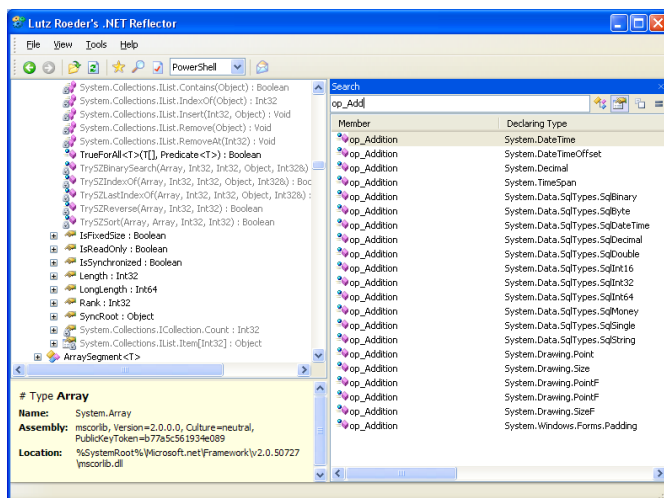 Lutz Roeder's .NET Reflector
File View Tools Help
PowerShell
System.Collections.IList.Contains(Object) : Boolean
System.Collections.IList.IndexOf(Object) : Int32
System.Collections.IList.Insert(Int32, Object) : Void
System.Collections.IList.Remove(Object) : Void
System.Collections.IList.RemoveAt(Int32) : Void
TrueForAll<T>(T[], Predicate<T>) : Boolean
TrySZBinarySearch(Array, Int32, Int32, Object, Int32&)
TrySZIndexOf(Array, Int32, Int32, Object, Int32&) : Boo
TrySZLastIndexOf(Array, Int32, Int32, Object, Int32&) :
TrySZReverse(Array, Int32, Int32) : Boolean
TrySZSort(Array, Array, Int32, Int32) : Boolean
IsFixedSize : Boolean
IsReadOnly : Boolean
IsSynchronized : Boolean
Length : Int32
LongLength : Int64
Rank : Int32
SyncRoot : Object
System.Collections.ICollection.Count : Int32
System.Collections.IList.Item[Int32] : Object
ArraySegment<T>
# Type Array
Name: System.Array
Assembly: mscorlib, Version=2.0.0.0, Culture=neutral,
PublicKeyToken=b77a5c561934e089
Location: %SystemRoot%\Microsoft.net\Framework\v2.0.50727
\mscorlib.dll
Search
op_Add
Member Declaring Type
op_Addition System.DateTime
op_Addition System.DateTimeOffset
op_Addition System.Decimal
op_Addition System.TimeSpan
op_Addition System.Data.SqlTypes.SqlBinary
op_Addition System.Data.SqlTypes.SqlByte
op_Addition System.Data.SqlTypes.SqlDateTime
op_Addition System.Data.SqlTypes.SqlDecimal
op_Addition System.Data.SqlTypes.SqlDouble
op_Addition System.Data.SqlTypes.SqlInt16
op_Addition System.Data.SqlTypes.SqlInt32
op_Addition System.Data.SqlTypes.SqlInt64
op_Addition System.Data.SqlTypes.SqlMoney
op_Addition System.Data.SqlTypes.SqlSingle
op_Addition System.Data.SqlTypes.SqlString
op_Addition System.Drawing.Point
op_Addition System.Drawing.Size
op_Addition System.Drawing.PointF
op_Addition System.Drawing.PointF
op_Addition System.Drawing.SizeF
op_Addition System.Windows.Forms.Padding